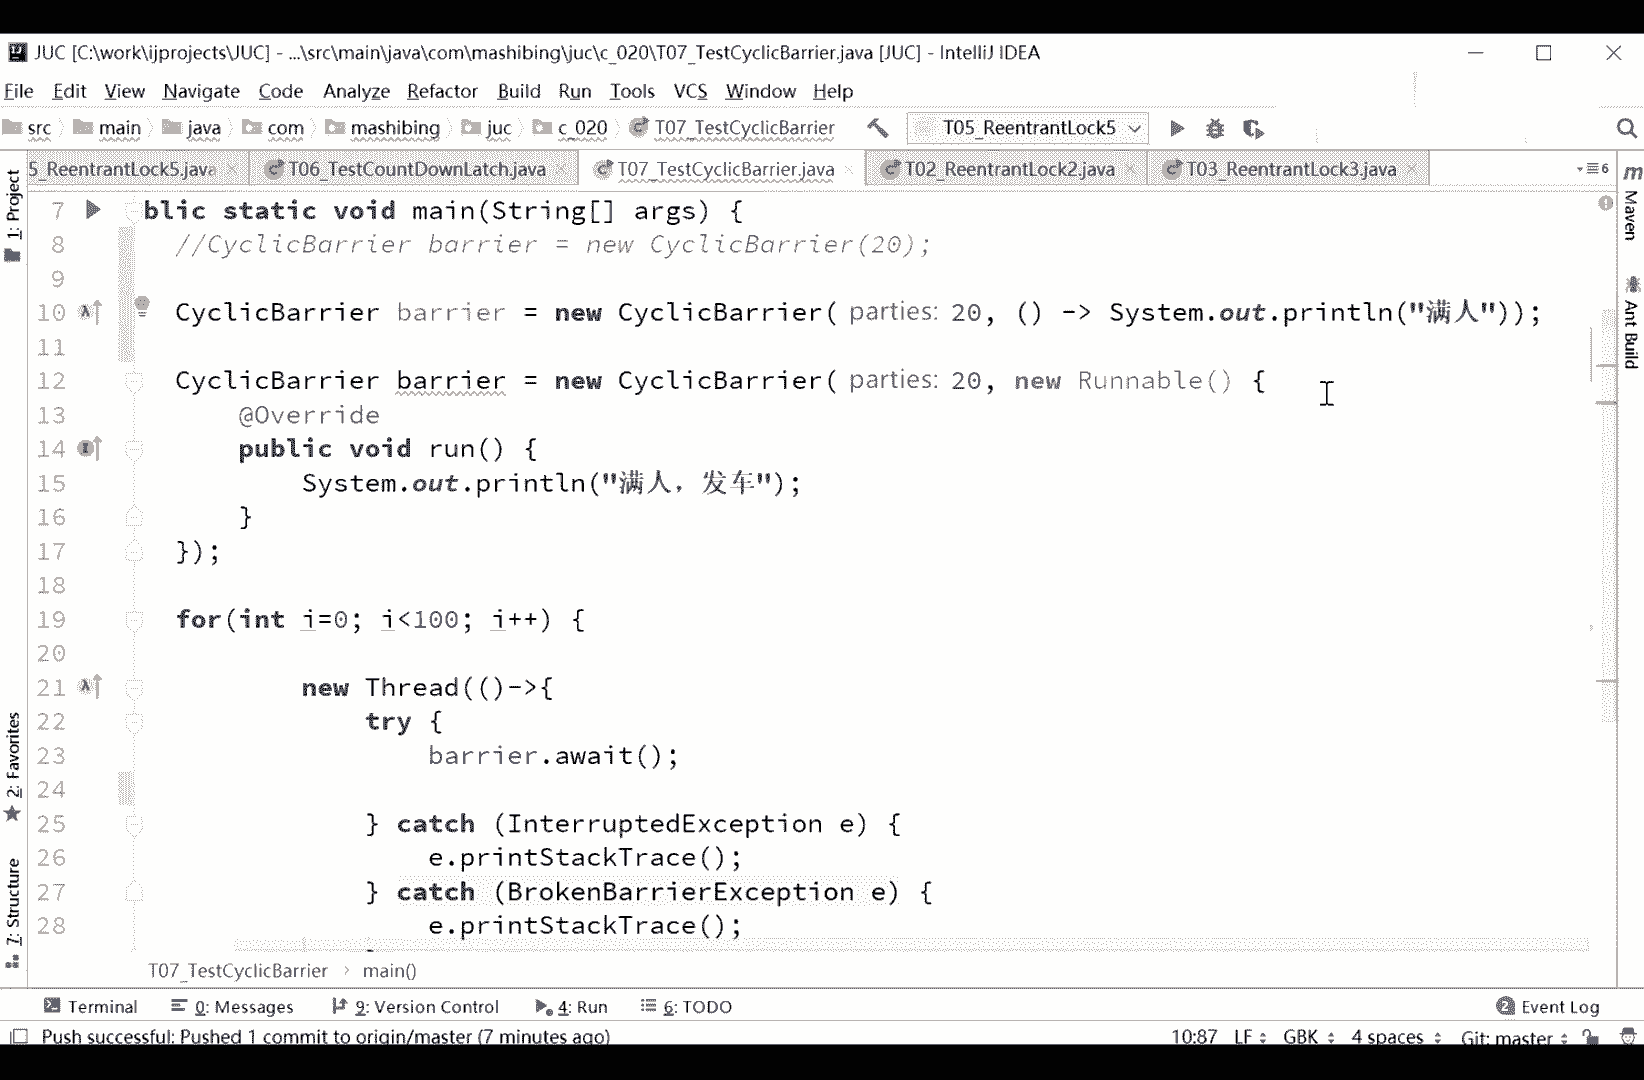 JUC [C:\work\ijprojects\JUC] - ...\src\main\java\com\mashibing\juc\c_020\T07_TestCyclicBarrier.java [JUC] - IntelliJ IDEA
File Edit View Navigate Code Analyze Refactor Build Run Tools VCS Window Help
src main java com mashibing juc c_020 T07_TestCyclicBarrier T05_ReentrantLock5
5_ReentrantLock5.java T06_TestCountDownLatch.java T07_TestCyclicBarrier.java T02_ReentrantLock2.java T03_ReentrantLock3.java 6
1: Project
2: Favorites
7: Structure
Maven
Ant Build
7 blic static void main(String[] args) {
8 //CyclicBarrier barrier = new CyclicBarrier(20);
9
10 CyclicBarrier barrier = new CyclicBarrier( parties: 20, () -> System.out.println("满人"));
11
12 CyclicBarrier barrier = new CyclicBarrier( parties: 20, new Runnable() {
13 @Override
14 public void run() {
15 System.out.println("满人，发车");
16 }
17 });
18
19 for(int i=0; i<100; i++) {
20
21 new Thread(()->{
22 try {
23 barrier.await();
24
25 } catch (InterruptedException e) {
26 e.printStackTrace();
27 } catch (BrokenBarrierException e) {
28 e.printStackTrace();
T07_TestCyclicBarrier › main()
Terminal 0: Messages 9: Version Control 4: Run 6: TODO 2 Event Log
Push successful: Pushed 1 commit to origin/master (7 minutes ago) 10:87 LF GBK 4 spaces Git: master